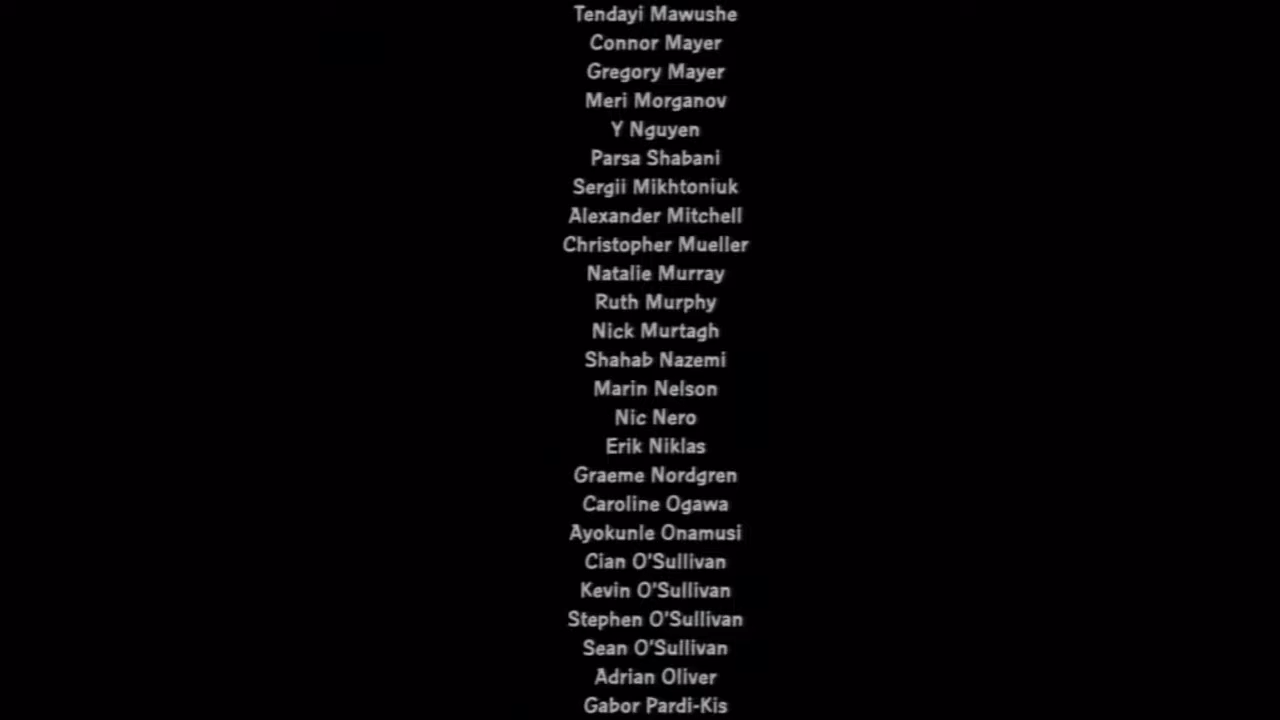 Tendayi Mawushe
Connor Mayer
Gregory Mayer
Meri Morganov
Y Nguyen
Parsa Shabani
Sergii Mikhtoniuk
Alexander Mitchell
Christopher Mueller
Natalie Murray
Ruth Murphy
Nick Murtagh
Shahab Nazemi
Marin Nelson
Nic Nero
Erik Niklas
Graeme Nordgren
Caroline Ogawa
Ayokunle Onamusi
Cian O'Sullivan
Kevin O'Sullivan
Stephen O'Sullivan
Sean O'Sullivan
Adrian Oliver
Gabor Pardi-Kis